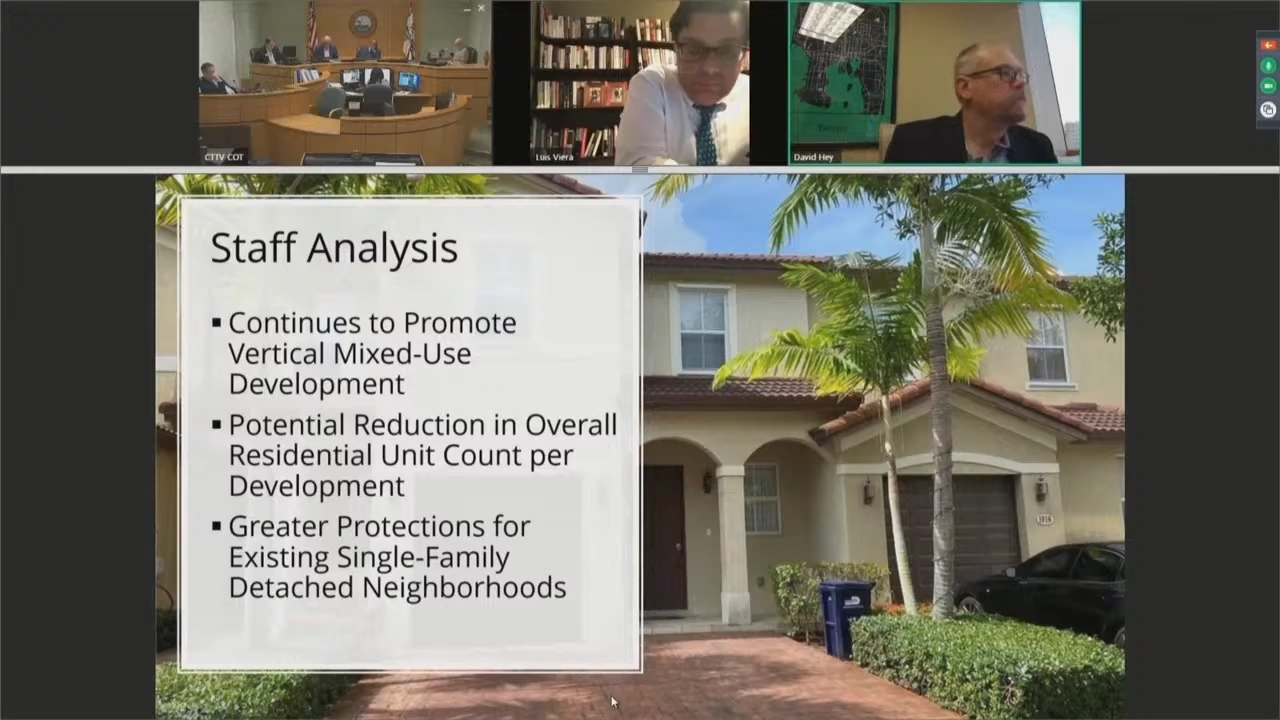 CTTV COT
Luis Viera
David Hey
Staff Analysis
▪ Continues to Promote
Vertical Mixed-Use
Development
▪ Potential Reduction in Overall
Residential Unit Count per
Development
▪ Greater Protections for
Existing Single-Family
Detached Neighborhoods